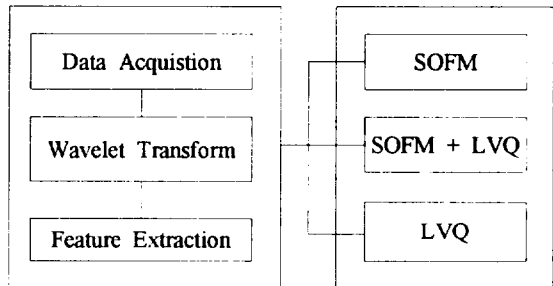 Data Acquistion
Wavelet Transform
Feature Extraction
SOFM
SOFM + LVQ
LVQ